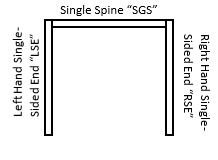 Single Spine “SGS”
Left Hand Single-
Sided End “LSE”
Right Hand Single-
Sided End “RSE”